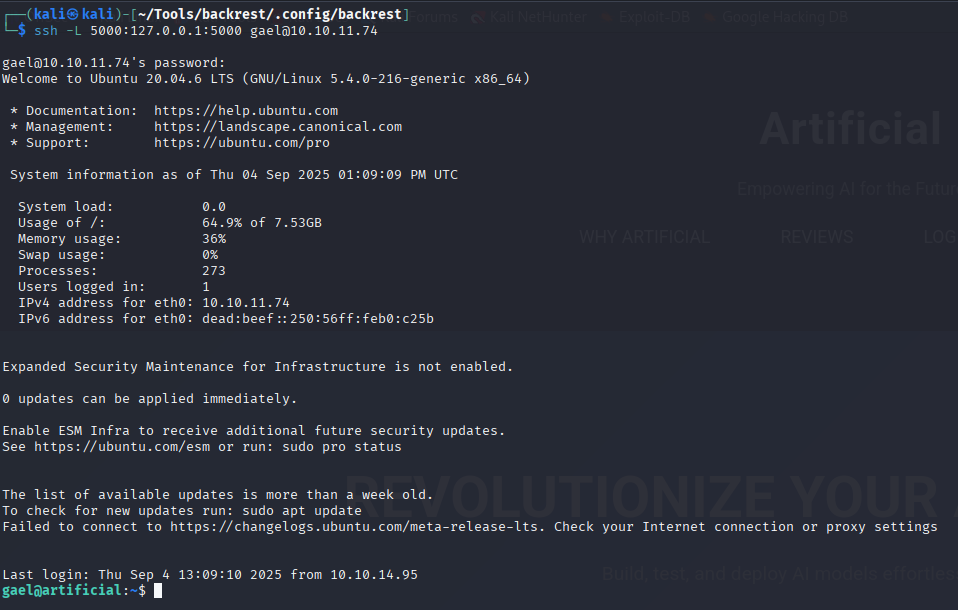 ┌──(kali㉿kali)-[~/Tools/backrest/.config/backrest]
Forums Kali NetHunter Exploit-DB Google Hacking DB
└─$ ssh -L 5000:127.0.0.1:5000 gael@10.10.11.74
gael@10.10.11.74's password:
Welcome to Ubuntu 20.04.6 LTS (GNU/Linux 5.4.0-216-generic x86_64)
* Documentation: https://help.ubuntu.com
* Management: https://landscape.canonical.com
Artificial
* Support: https://ubuntu.com/pro
System information as of Thu 04 Sep 2025 01:09:09 PM UTC
Empowering AI for the Futur
System load: 0.0
Usage of /: 64.9% of 7.53GB
Memory usage: 36%
WHY ARTIFICIAL REVIEWS LOG
Swap usage: 0%
Processes: 273
Users logged in: 1
IPv4 address for eth0: 10.10.11.74
IPv6 address for eth0: dead:beef::250:56ff:feb0:c25b
Expanded Security Maintenance for Infrastructure is not enabled.
0 updates can be applied immediately.
Enable ESM Infra to receive additional future security updates.
See https://ubuntu.com/esm or run: sudo pro status
The list of available updates is more than a week old.
REVOLUTIONIZE YOUR
To check for new updates run: sudo apt update
Failed to connect to https://changelogs.ubuntu.com/meta-release-lts. Check your Internet connection or proxy settings
Last login: Thu Sep 4 13:09:10 2025 from 10.10.14.95
Build, test, and deploy AI models effortles
gael@artificial:~$